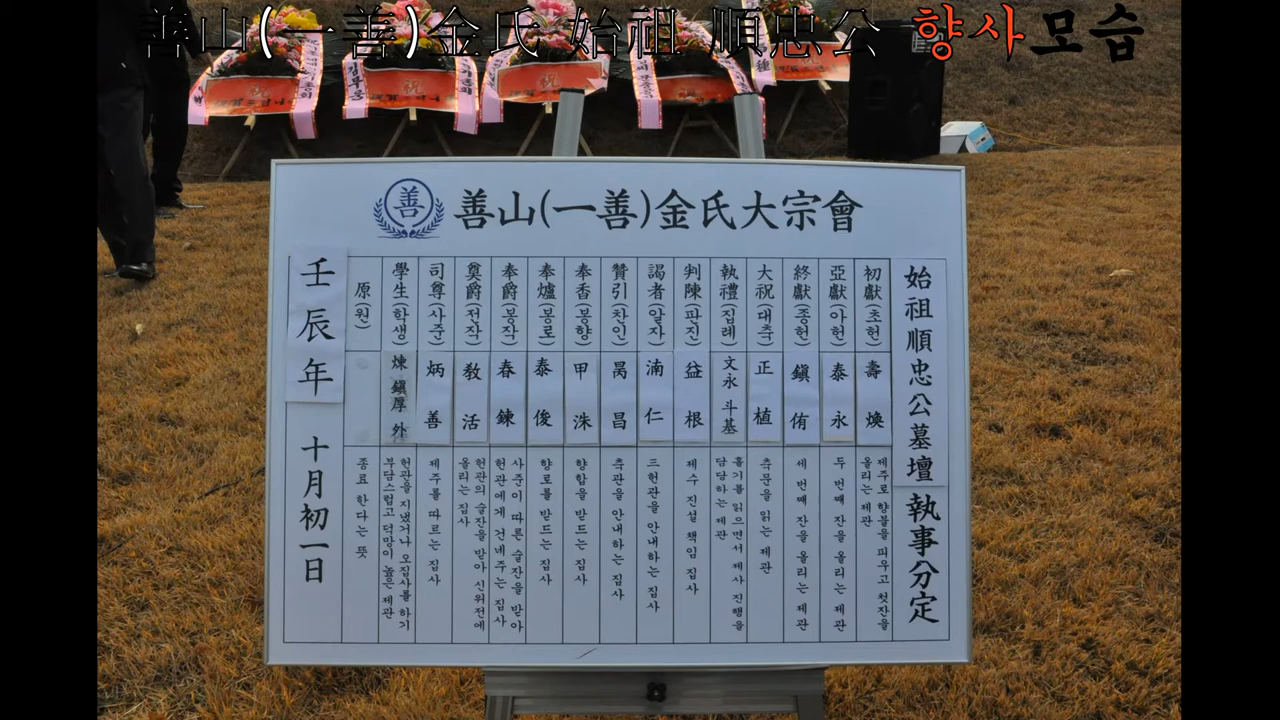 善山(一善)金氏 始祖 順忠公 향사모습
祝
祝
祝
祝
善
善山(一善)金氏大宗會
始祖順忠公墓壇 執事分定
初獻(초헌)
壽煥
제주로 향불을 피우고 첫잔을
올리는 제관
亞獻(아헌)
泰永
두 번째 잔을 올리는 제관
終獻(종헌)
鎭侑
세 번째 잔을 올리는 제관
大祝(대축)
正植
축문을 읽는 제관
執禮(집례)
文永 斗基
홀기를 읽으면서 제사 진행을
담당하는 제관
判陳(판진)
益根
제수 진설 책임 집사
謁者(알자)
湳仁
三헌관을 안내하는 집사
贊引(찬인)
昌
축관을 안내하는 집사
奉香(봉향)
甲洙
향합을 받드는 집사
奉爐(봉로)
泰俊
향로를 받드는 집사
奉爵(봉작)
春鍊
사준이 따른 술잔을 받아
헌관에게 건네주는 집사
奠爵(전작)
敎活
헌관의 술잔을 받아 신위전에
올리는 집사
司尊(사준)
炳善
제주를 따르는 집사
學生(학생)
煉 鎭厚 外
헌관을 지냈거나 오집사를 하기
부담스럽고 덕망이 높은 제관
原(원)
종료 한다는 뜻
壬辰年 十月初一日